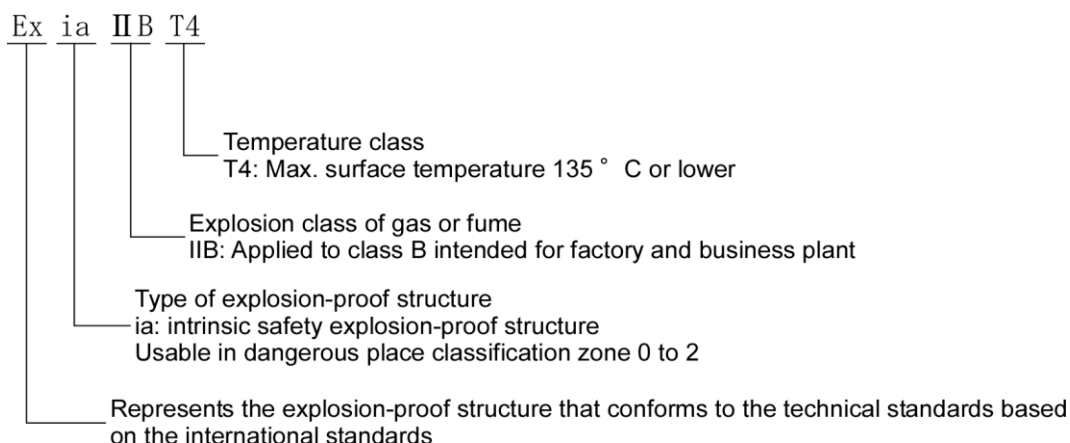 Ex ia ⅡB T4
Temperature class
T4: Max. surface temperature 135 ° C or lower
Explosion class of gas or fume
IIB: Applied to class B intended for factory and business plant
Type of explosion-proof structure
ia: intrinsic safety explosion-proof structure
Usable in dangerous place classification zone 0 to 2
Represents the explosion-proof structure that conforms to the technical standards based
on the international standards